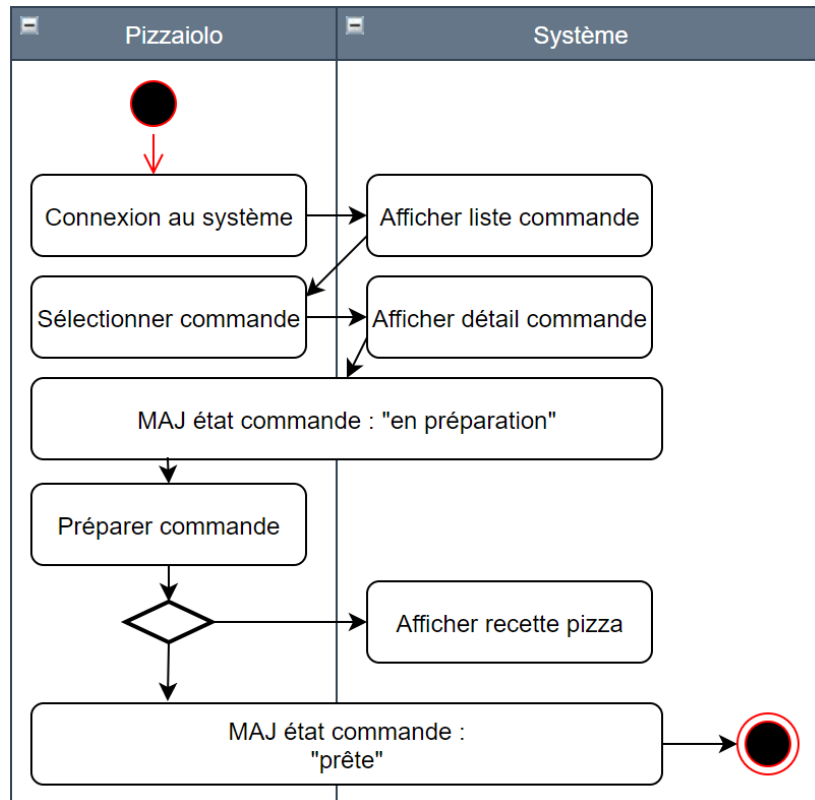 Pizzaiolo
Système
Connexion au système
Afficher liste commande
Sélectionner commande
Afficher détail commande
MAJ état commande : "en préparation"
Préparer commande
Afficher recette pizza
MAJ état commande :
"prête"